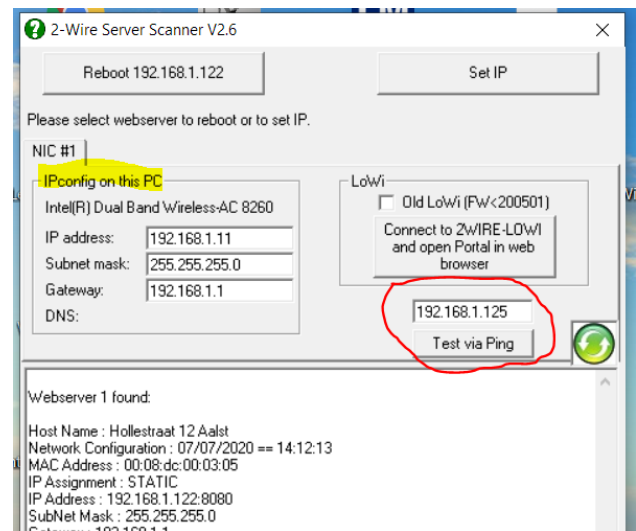 2-Wire Server Scanner V2.6
Reboot 192.168.1.122
Set IP
Please select webserver to reboot or to set IP.
NIC #1
IPconfig on this PC
Intel(R) Dual Band Wireless-AC 8260
IP address: 192.168.1.11
Subnet mask: 255.255.255.0
Gateway: 192.168.1.1
DNS:
LoWi
Old LoWi (FW<200501)
Connect to 2WIRE-LOWI
and open Portal in web
browser
192.168.1.125
Test via Ping
Webserver 1 found:
Host Name : Hollestraat 12 Aalst
Network Configuration : 07/07/2020 == 14:12:13
MAC Address : 00:08:dc:00:03:05
IP Assignment : STATIC
IP Address : 192.168.1.122:8080
SubNet Mask : 255.255.255.0
Gateway : 192.168.1.1